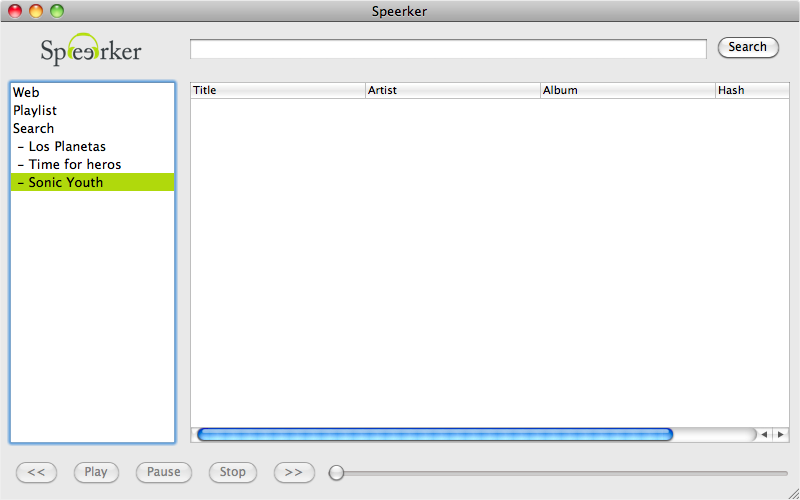 Speerker
Speerker
Search
Web
Playlist
Search
- Los Planetas
- Time for heros
- Sonic Youth
Title Artist Album Hash
<< Play Pause Stop >>